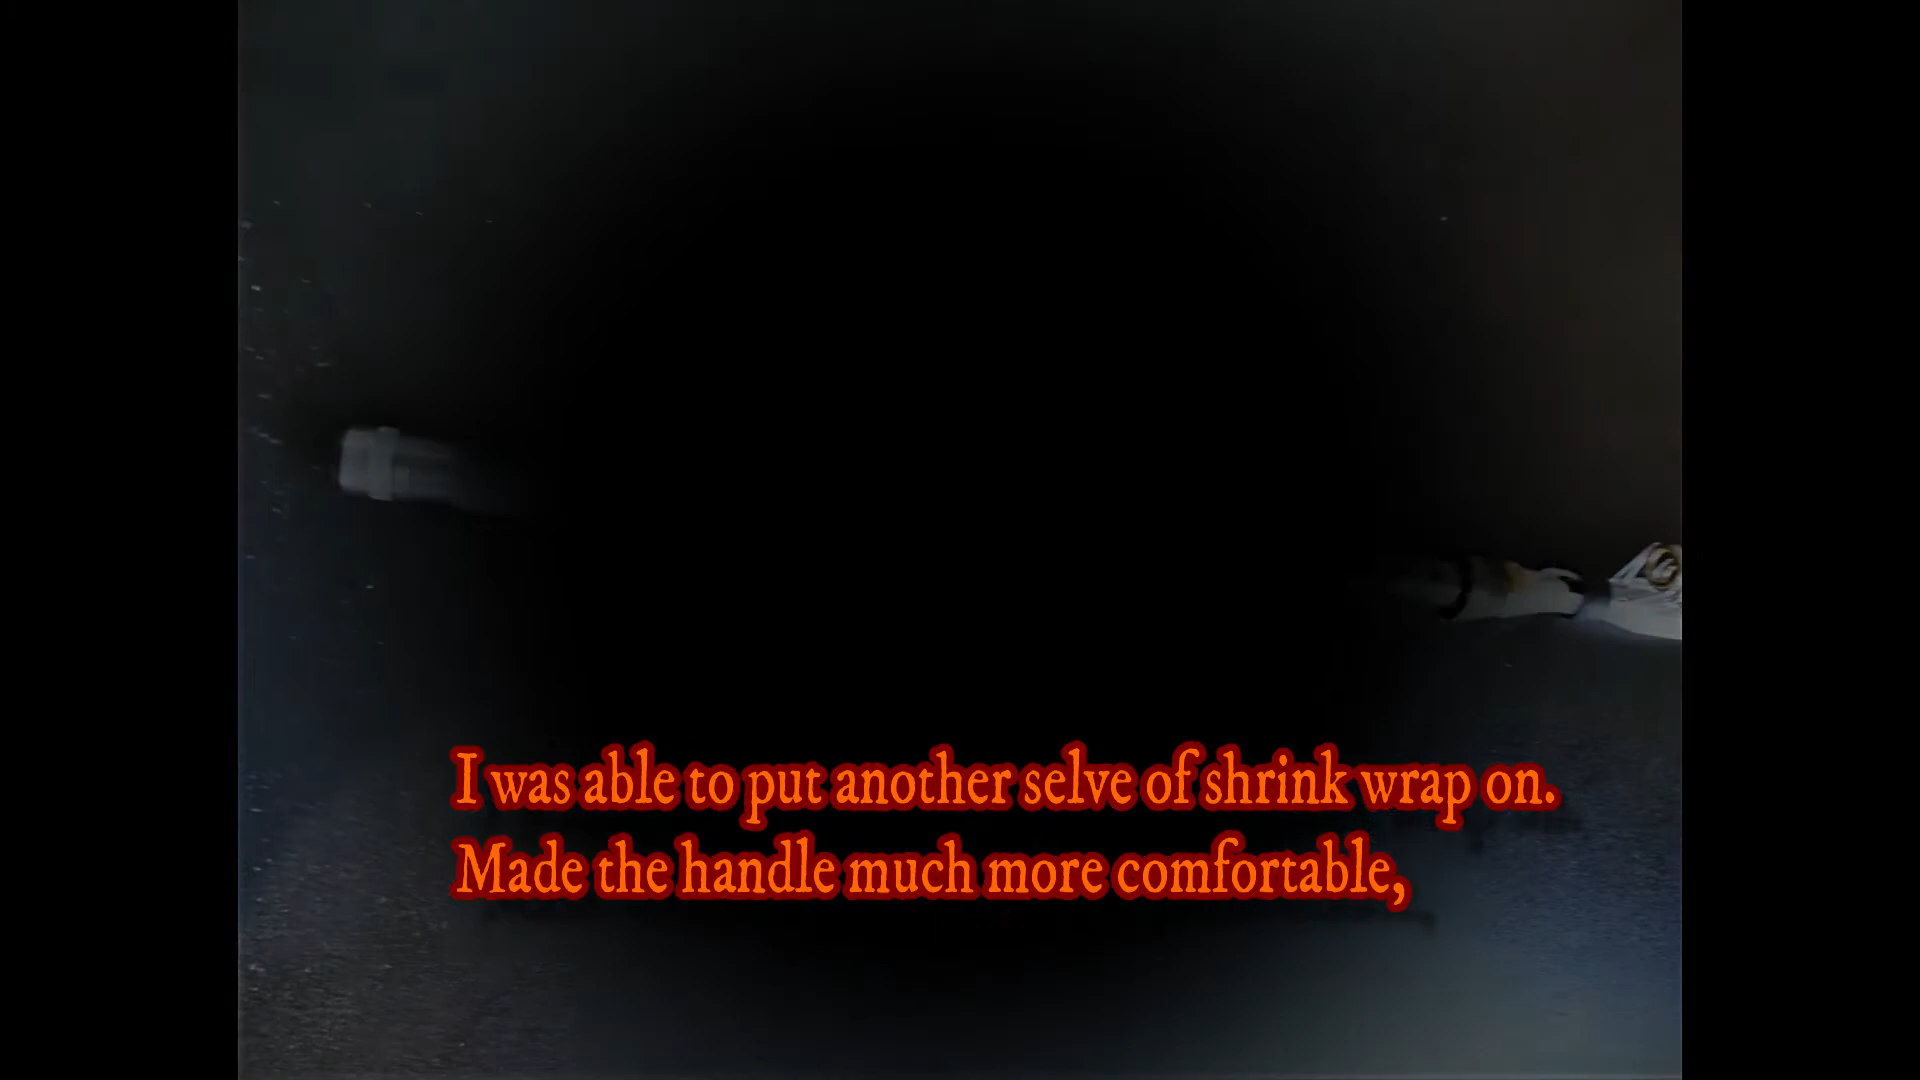 I was able to put another selve of shrink wrap on.
Made the handle much more comfortable,